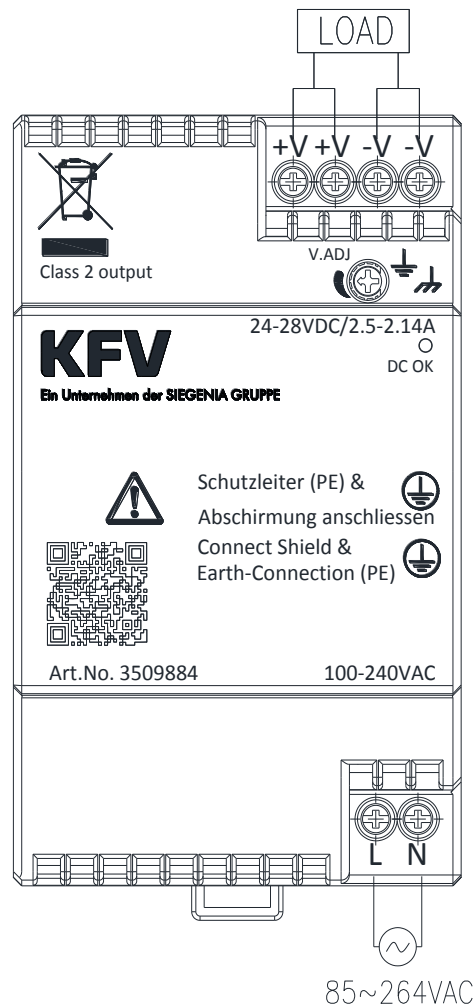 LOAD
+V +V -V -V
V.ADJ
Class 2 output
24-28VDC/2.5-2.14A
DC OK
KFV
Ein Unternehmen der SIEGENIA GRUPPE
Schutzleiter (PE) &
Abschirmung anschliessen
Connect Shield &
Earth-Connection (PE)
Art.No. 3509884
100-240VAC
L N
85~264VAC